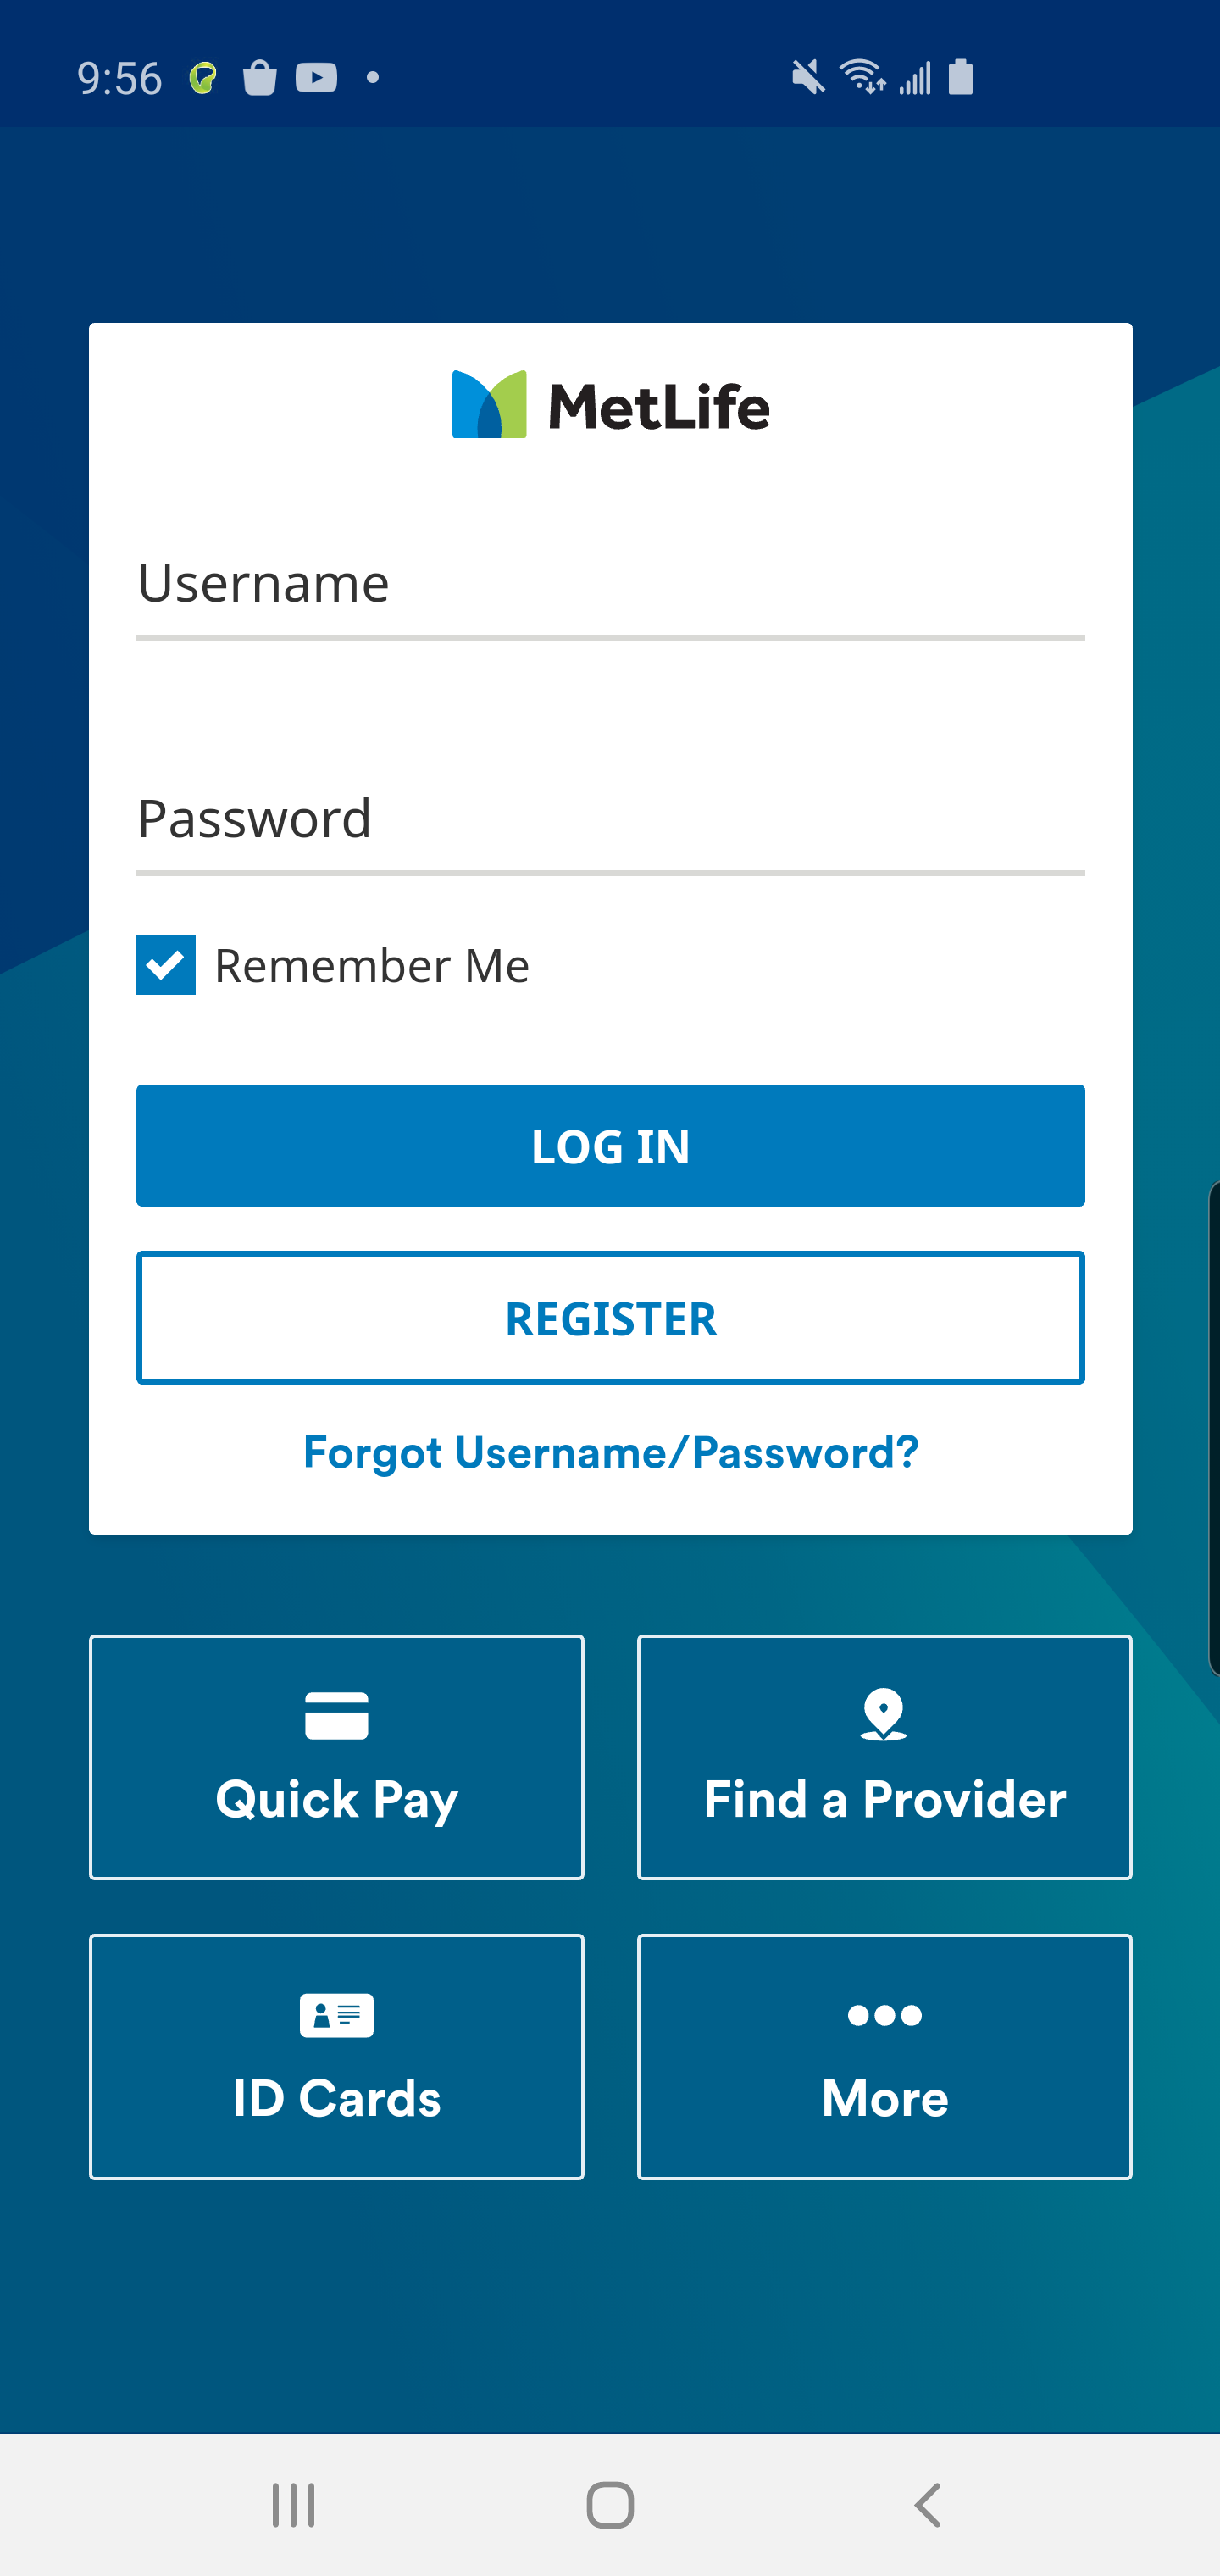 9:56
MetLife
Username
Password
Remember Me
LOG IN
REGISTER
Forgot Username/Password?
Quick Pay
Find a Provider
ID Cards
More